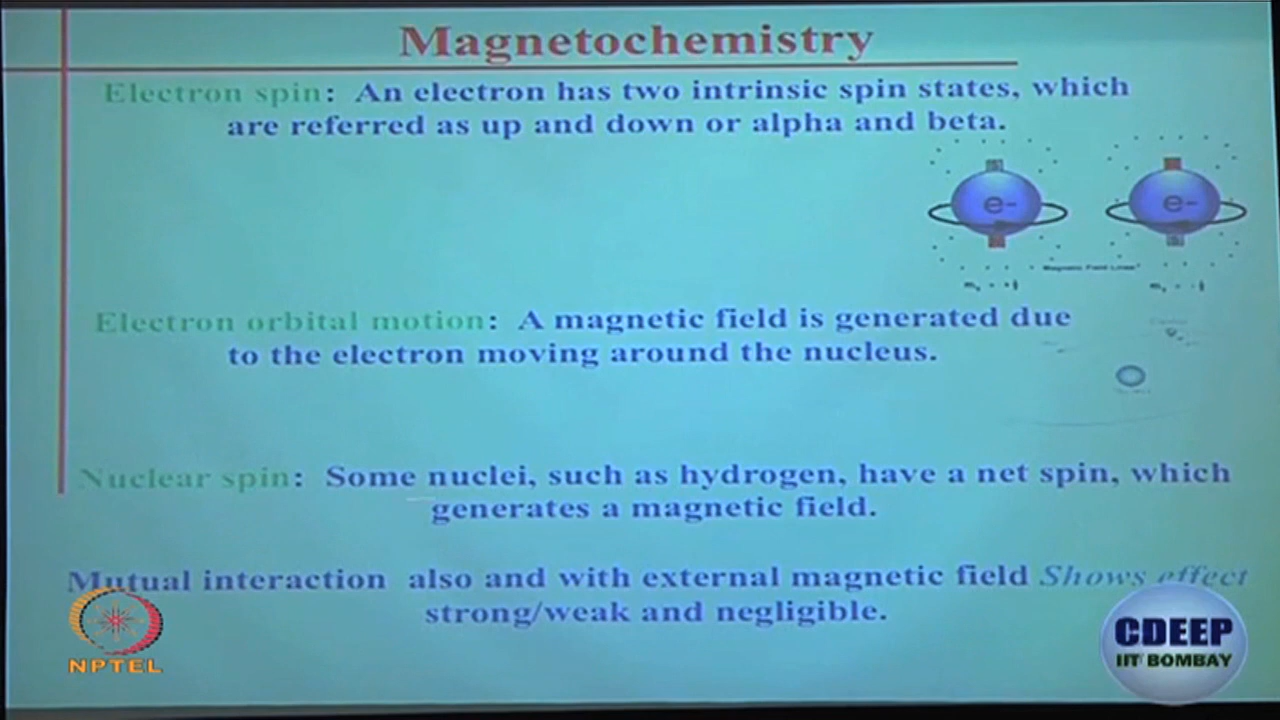 Magnetochemistry
Electron spin: An electron has two intrinsic spin states, which
are referred as up and down or alpha and beta.
e-
e-
Magnetic Field Lines
Electron orbital motion: A magnetic field is generated due
to the electron moving around the nucleus.
Nuclear spin: Some nuclei, such as hydrogen, have a net spin, which
generates a magnetic field.
Mutual interaction also and with external magnetic field Shows effect
strong/weak and negligible.
NPTEL
CDEEP
IIT BOMBAY